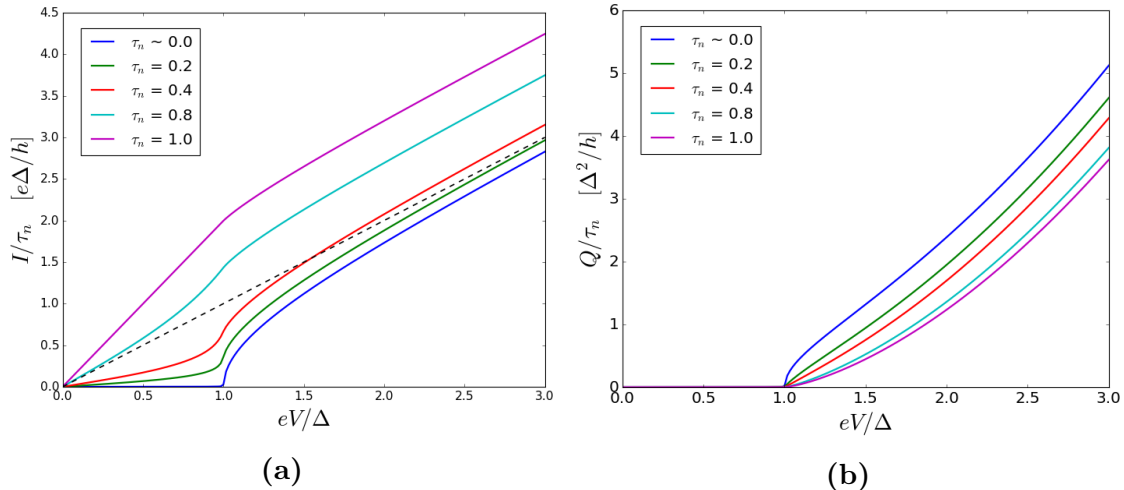 4.5
4.0
3.5
3.0
2.5
2.0
1.5
1.0
0.5
0.0
I/τₙ [eΔ/h]
τₙ ~ 0.0
τₙ = 0.2
τₙ = 0.4
τₙ = 0.8
τₙ = 1.0
0.0 0.5 1.0 1.5 2.0 2.5 3.0
eV/Δ
(a)
6
5
4
3
2
1
0
Q/τₙ [Δ²/h]
τₙ ~ 0.0
τₙ = 0.2
τₙ = 0.4
τₙ = 0.8
τₙ = 1.0
0.0 0.5 1.0 1.5 2.0 2.5 3.0
eV/Δ
(b)